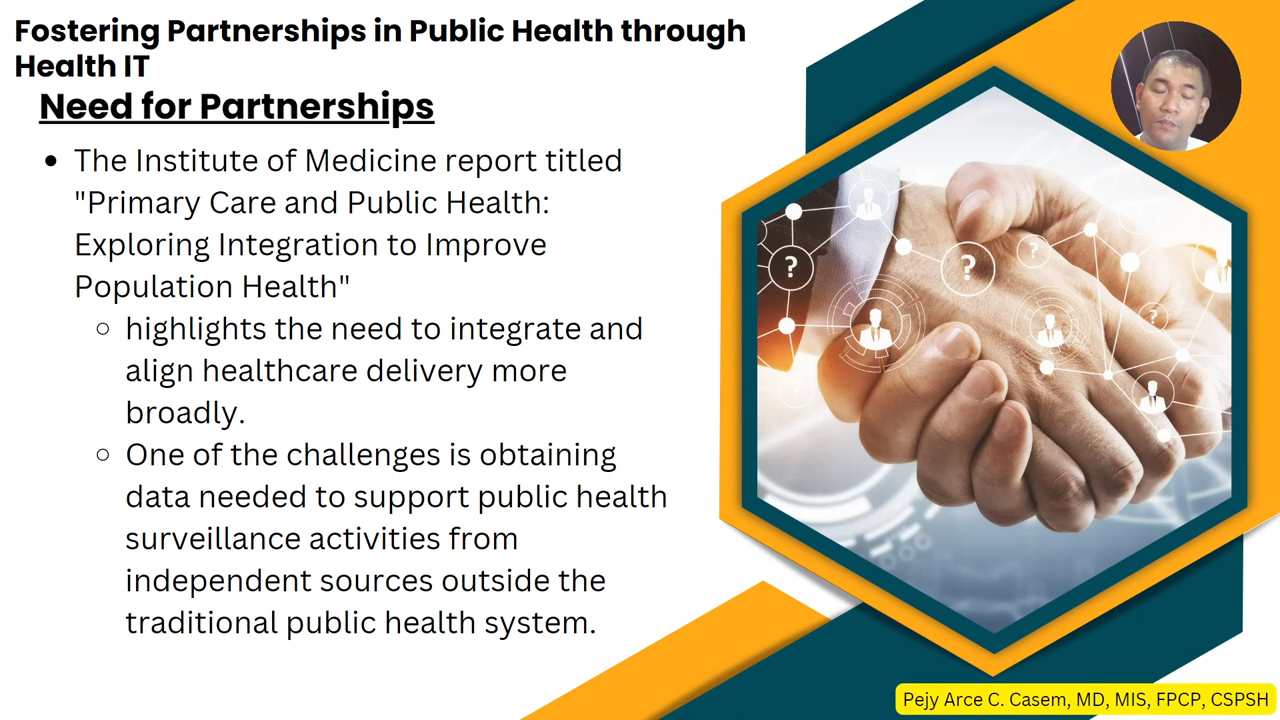 Fostering Partnerships in Public Health through
Health IT
Need for Partnerships
• The Institute of Medicine report titled
"Primary Care and Public Health:
Exploring Integration to Improve
Population Health"
○ highlights the need to integrate and
align healthcare delivery more
broadly.
○ One of the challenges is obtaining
data needed to support public health
surveillance activities from
independent sources outside the
traditional public health system.
?
?
?
?
Pejy Arce C. Casem, MD, MIS, FPCP, CSPSH